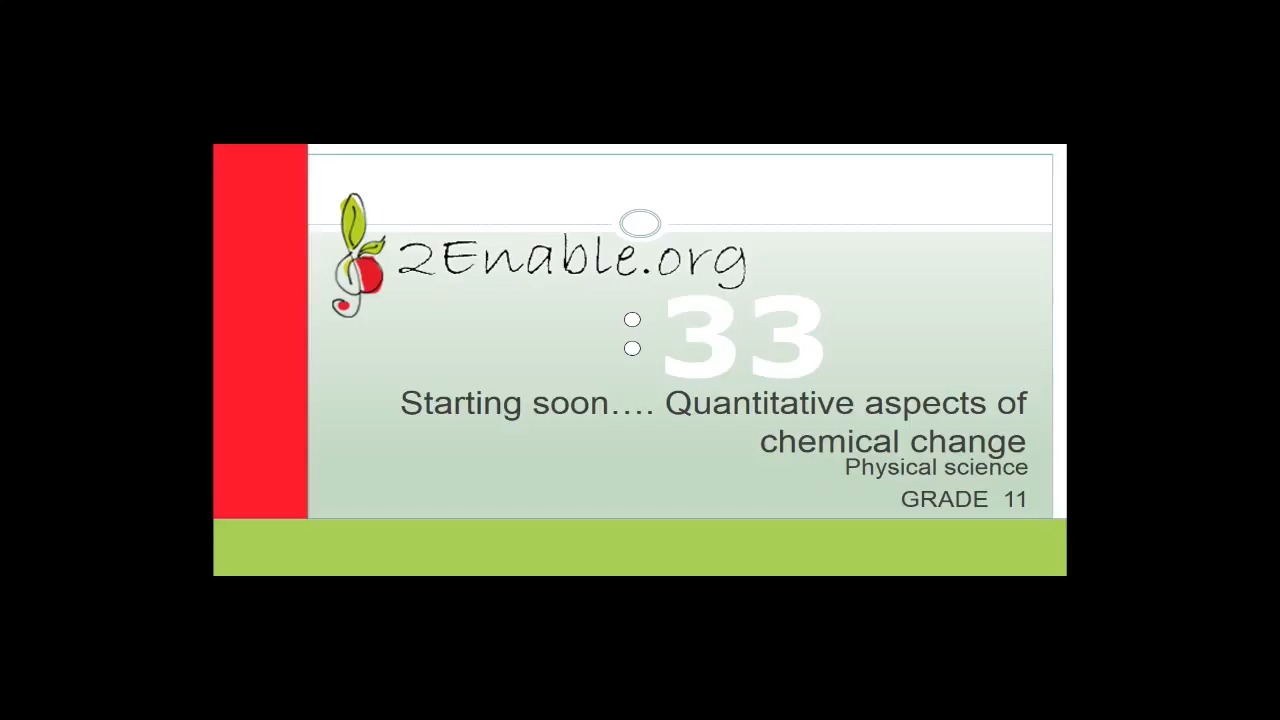 2Enable.org
:33
Starting soon…. Quantitative aspects of
chemical change
Physical science
GRADE 11